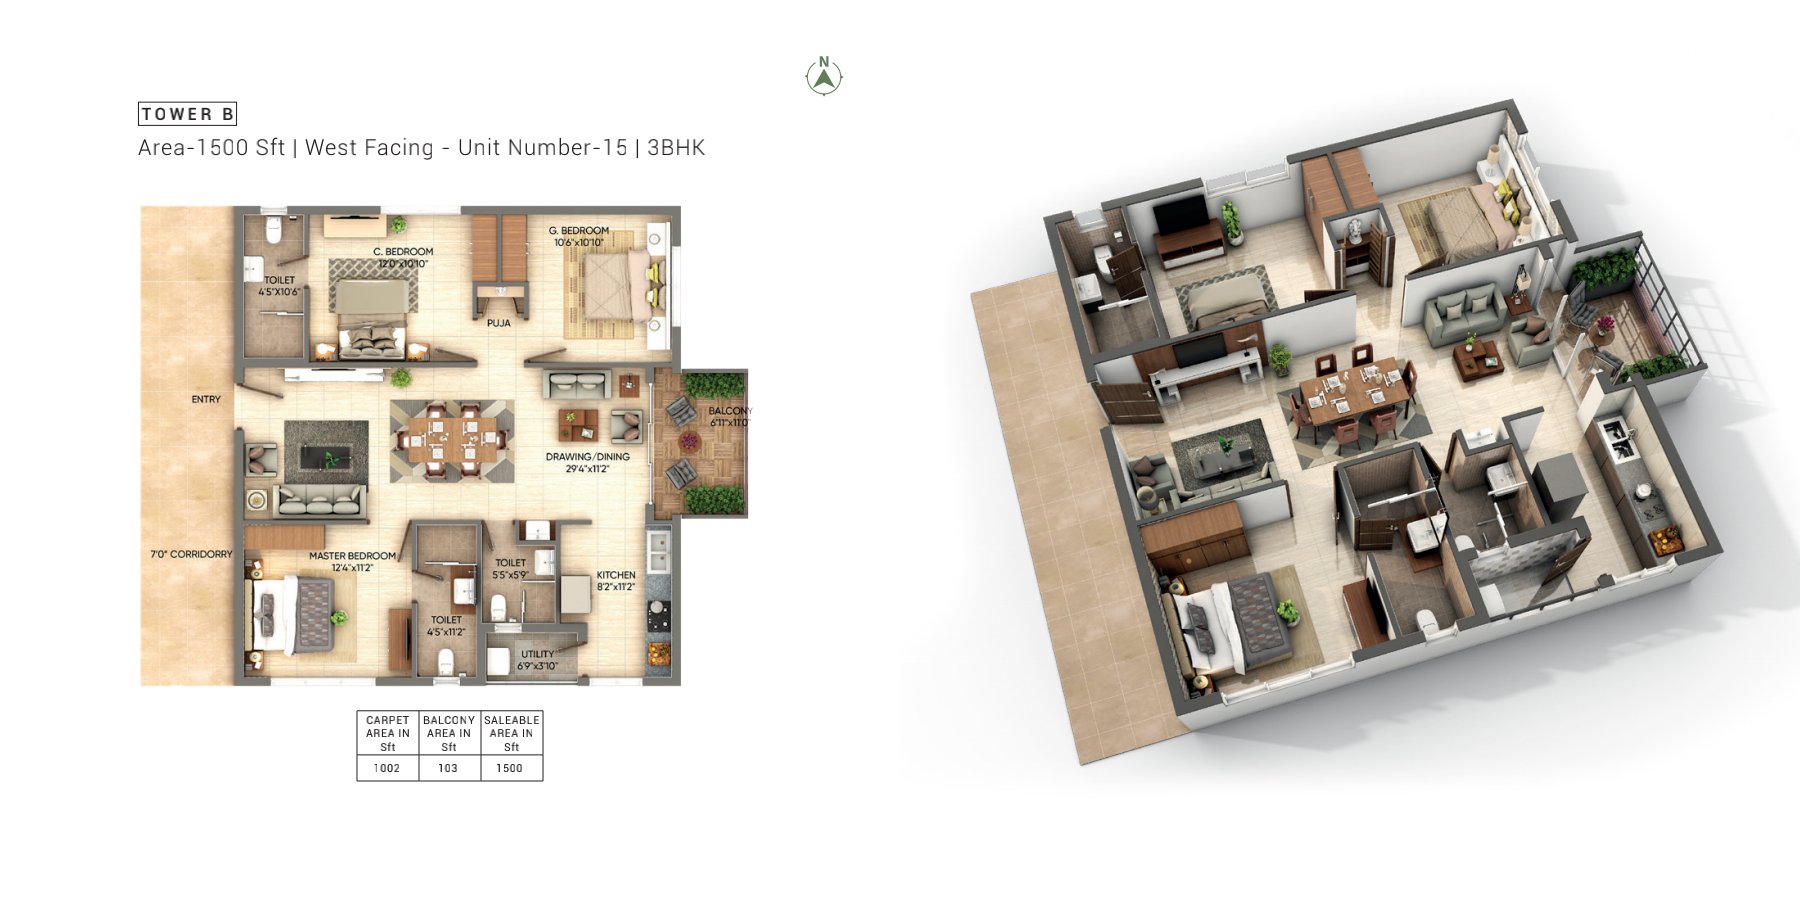 N
TOWER B
Area-1500 Sft | West Facing - Unit Number-15 | 3BHK
G. BEDROOM
10'6"x10'10"
C. BEDROOM
12'0"x10'10"
TOILET
4'5"X10'6"
PUJA
ENTRY
BALCONY
6'11"x11'0"
DRAWING/DINING
29'4"x11'2"
7'0" CORRIDORRY
MASTER BEDROOM
12'4"x11'2"
TOILET
5'5"x5'9"
KITCHEN
8'2"x11'2"
TOILET
4'5"x11'2"
UTILITY
6'9"x3'10"
CARPET
AREA IN
Sft
BALCONY
AREA IN
Sft
SALEABLE
AREA IN
Sft
1002
103
1500